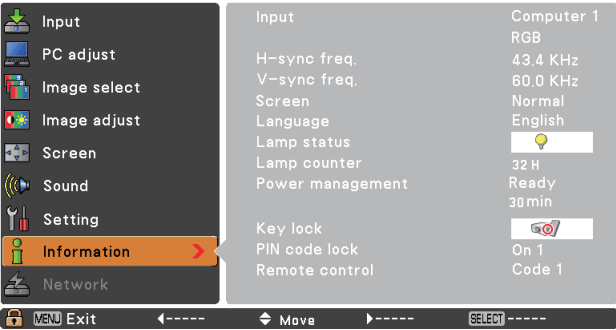 Input
PC adjust
Image select
Image adjust
Screen
Sound
Setting
Information
Network
Input Computer 1
RGB
H-sync freq. 43.4 KHz
V-sync freq. 60.0 KHz
Screen Normal
Language English
Lamp status
Lamp counter 32 H
Power management Ready
30 min
Key lock
PIN code lock On 1
Remote control Code 1
MENU Exit ----- Move ----- SELECT -----